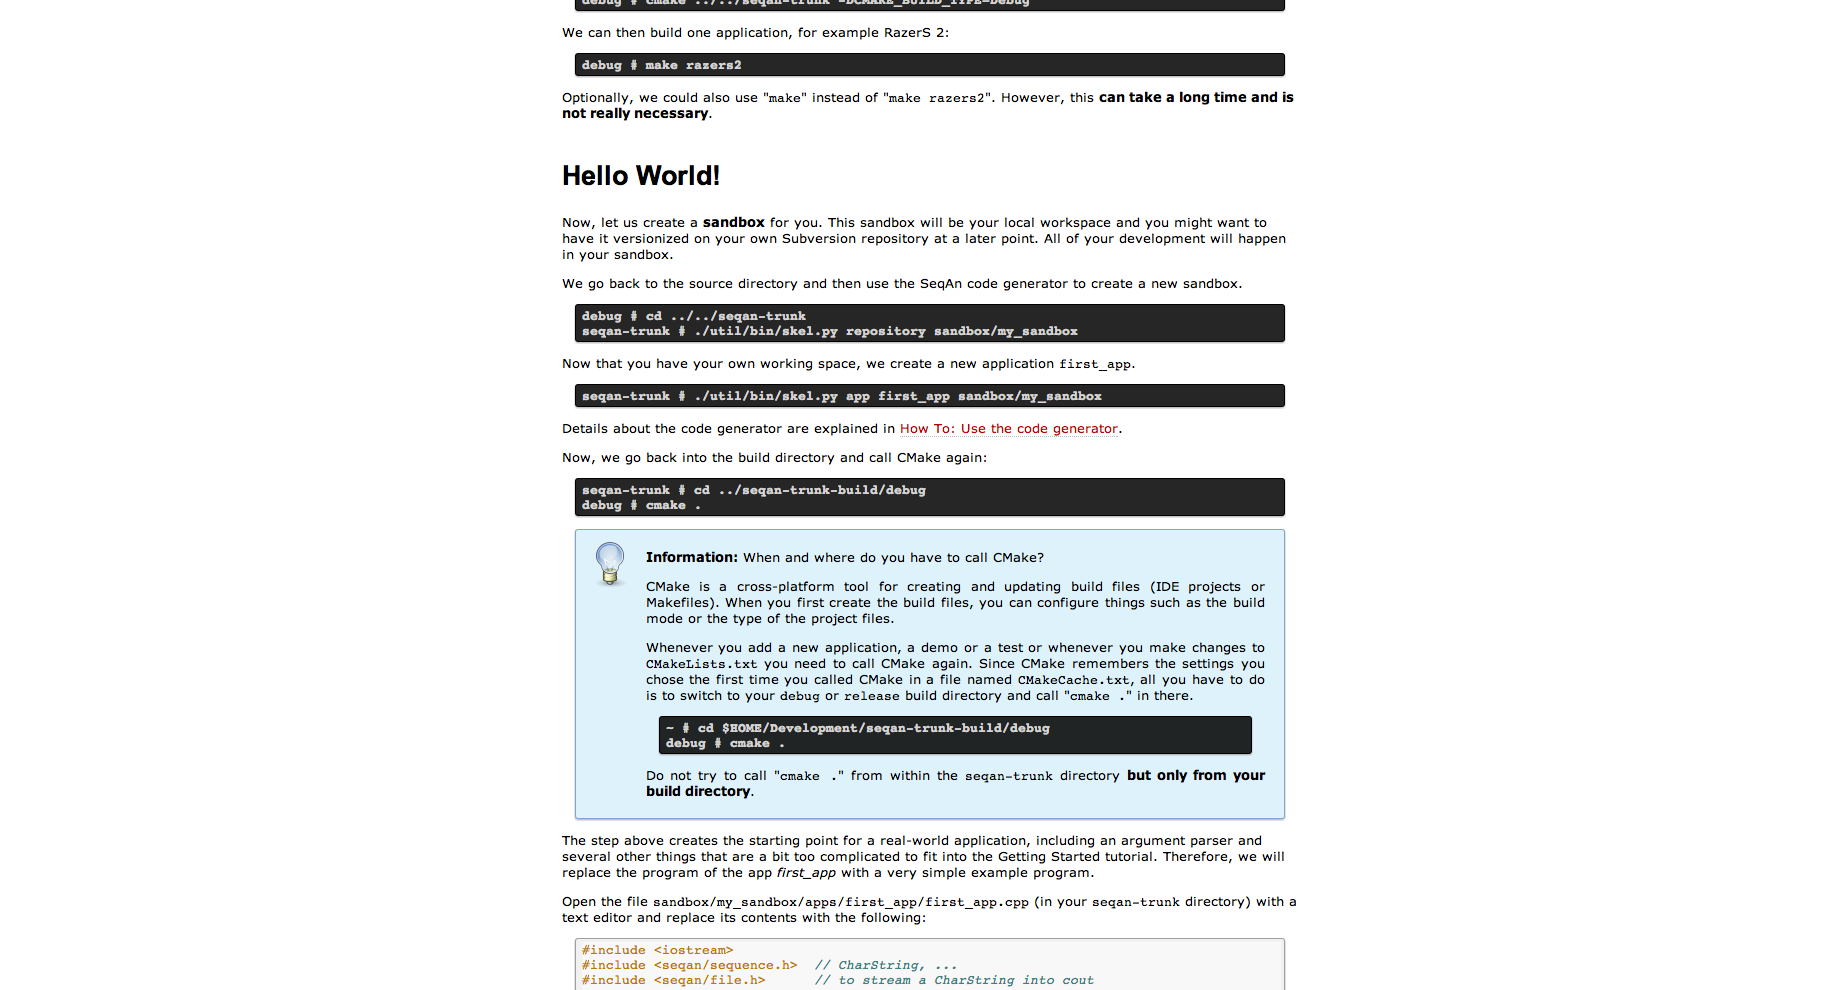 debug # cmake ../../seqan-trunk -DCMAKE_BUILD_TYPE=Debug
We can then build one application, for example RazerS 2:
debug # make razers2
Optionally, we could also use "make" instead of "make razers2". However, this can take a long time and is
not really necessary.
Hello World!
Now, let us create a sandbox for you. This sandbox will be your local workspace and you might want to
have it versionized on your own Subversion repository at a later point. All of your development will happen
in your sandbox.
We go back to the source directory and then use the SeqAn code generator to create a new sandbox.
debug # cd ../../seqan-trunk
seqan-trunk # ./util/bin/skel.py repository sandbox/my_sandbox
Now that you have your own working space, we create a new application first_app.
seqan-trunk # ./util/bin/skel.py app first_app sandbox/my_sandbox
Details about the code generator are explained in How To: Use the code generator.
Now, we go back into the build directory and call CMake again:
seqan-trunk # cd ../seqan-trunk-build/debug
debug # cmake .
Information: When and where do you have to call CMake?
CMake is a cross-platform tool for creating and updating build files (IDE projects or
Makefiles). When you first create the build files, you can configure things such as the build
mode or the type of the project files.
Whenever you add a new application, a demo or a test or whenever you make changes to
CMakeLists.txt you need to call CMake again. Since CMake remembers the settings you
chose the first time you called CMake in a file named CMakeCache.txt, all you have to do
is to switch to your debug or release build directory and call "cmake ." in there.
~ # cd $HOME/Development/seqan-trunk-build/debug
debug # cmake .
Do not try to call "cmake ." from within the seqan-trunk directory but only from your
build directory.
The step above creates the starting point for a real-world application, including an argument parser and
several other things that are a bit too complicated to fit into the Getting Started tutorial. Therefore, we will
replace the program of the app first_app with a very simple example program.
Open the file sandbox/my_sandbox/apps/first_app/first_app.cpp (in your seqan-trunk directory) with a
text editor and replace its contents with the following:
#include <iostream>
#include <seqan/sequence.h>  // CharString, ...
#include <seqan/file.h>      // to stream a CharString into cout